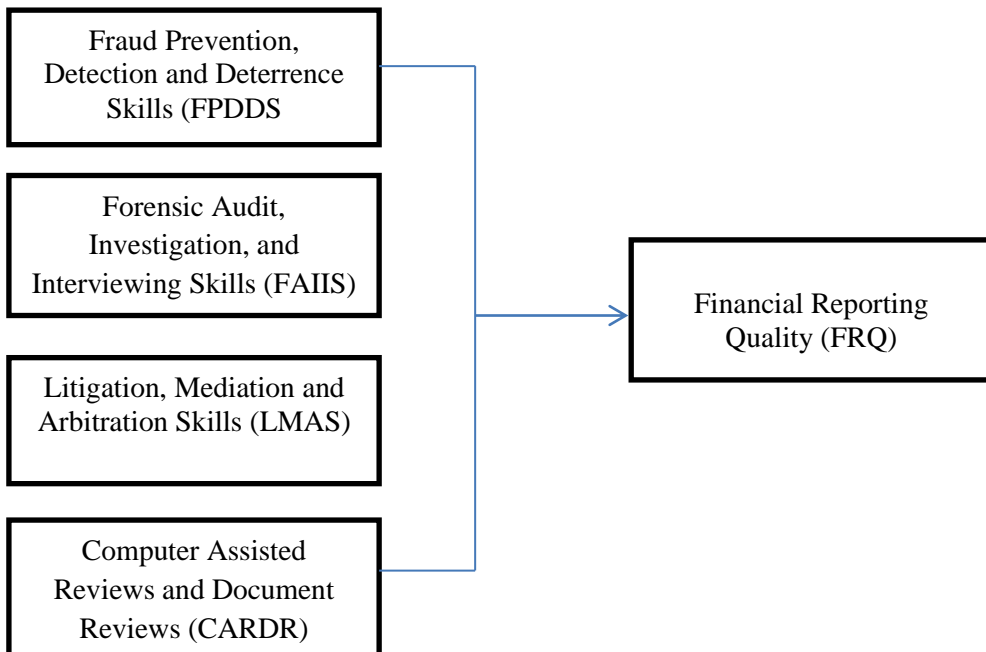 Fraud Prevention,
Detection and Deterrence
Skills (FPDDS
Forensic Audit,
Investigation, and
Interviewing Skills (FAIIS)
Litigation, Mediation and
Arbitration Skills (LMAS)
Computer Assisted
Reviews and Document
Reviews (CARDR)
Financial Reporting
Quality (FRQ)